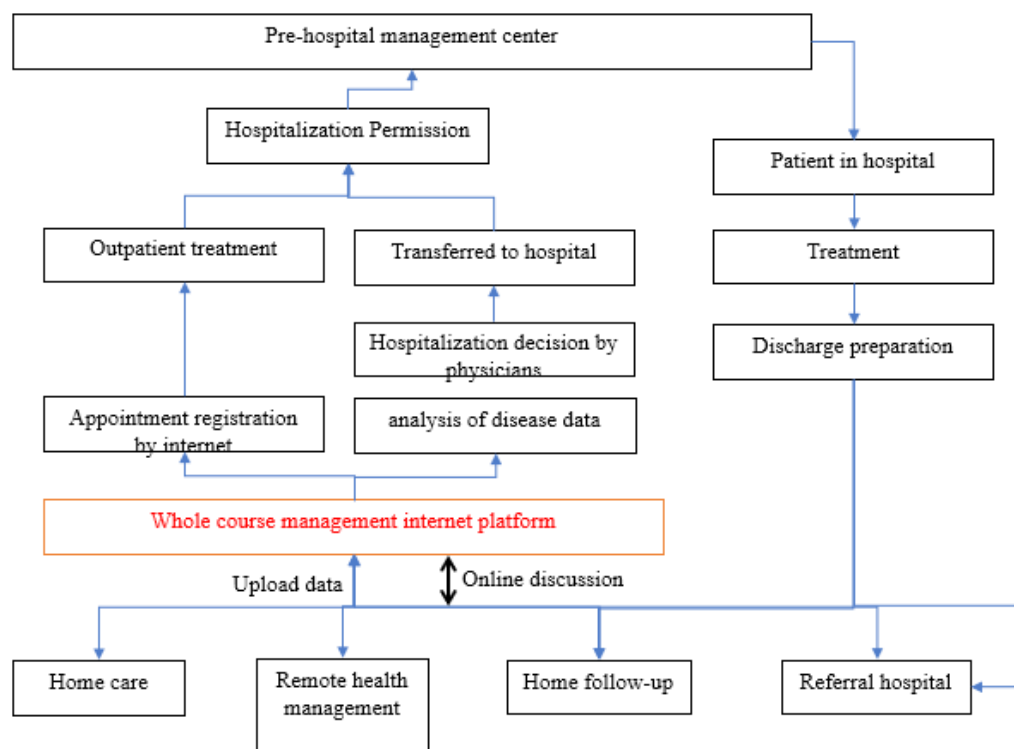 Pre-hospital management center
Hospitalization Permission
Patient in hospital
Outpatient treatment
Transferred to hospital
Treatment
Hospitalization decision by
physicians
Discharge preparation
Appointment registration
by internet
analysis of disease data
Whole course management internet platform
Upload data
Online discussion
Home care
Remote health
management
Home follow-up
Referral hospital